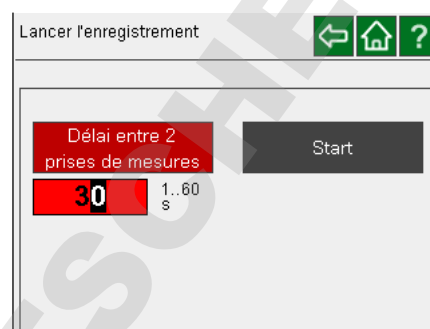 Lancer l'enregistrement
?
Délai entre 2
prises de mesures
Start
30
1..60
s